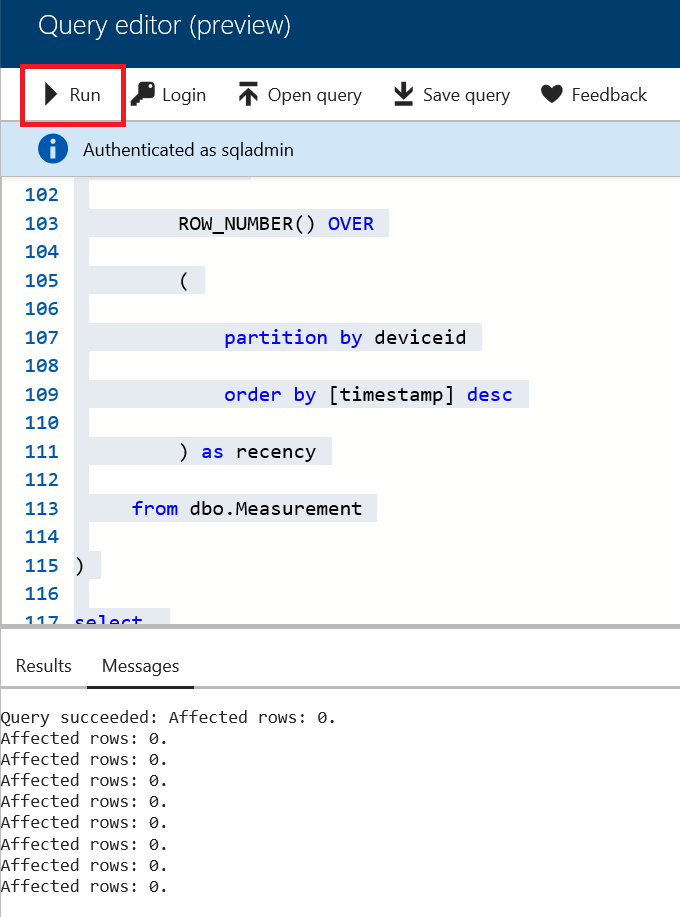 Query editor (preview)
Run Login Open query Save query Feedback
Authenticated as sqladmin
102
103 ROW_NUMBER() OVER
104
105 (
106
107 partition by deviceid
108
109 order by [timestamp] desc
110
111 ) as recency
112
113 from dbo.Measurement
114
115 )
116
117 select
Results Messages
Query succeeded: Affected rows: 0.
Affected rows: 0.
Affected rows: 0.
Affected rows: 0.
Affected rows: 0.
Affected rows: 0.
Affected rows: 0.
Affected rows: 0.
Affected rows: 0.